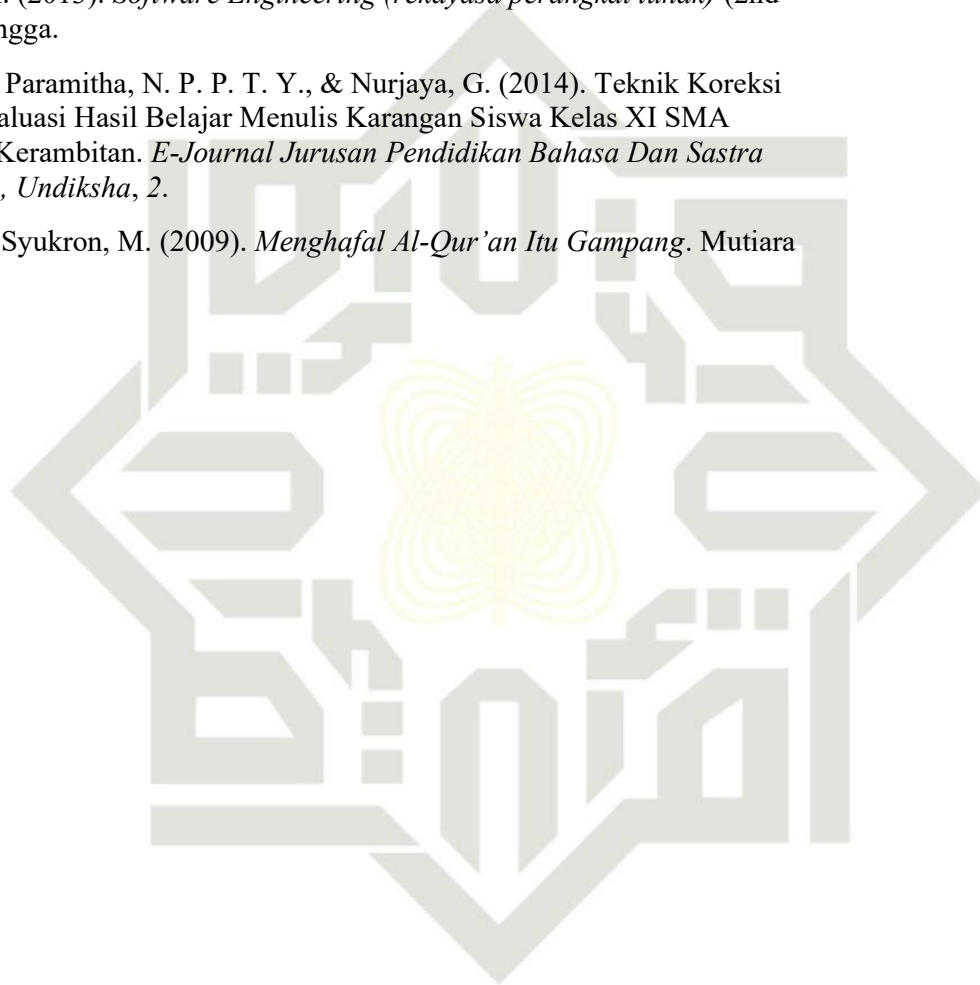 (2015). Software Engineering (rekayasa perangkat lunak) (2nd
ngga.
Paramitha, N. P. P. T. Y., & Nurjaya, G. (2014). Teknik Koreksi
aluasi Hasil Belajar Menulis Karangan Siswa Kelas XI SMA
Kerambitan. E-Journal Jurusan Pendidikan Bahasa Dan Sastra
, Undiksha, 2.
Syukron, M. (2009). Menghafal Al-Qur’an Itu Gampang. Mutiara